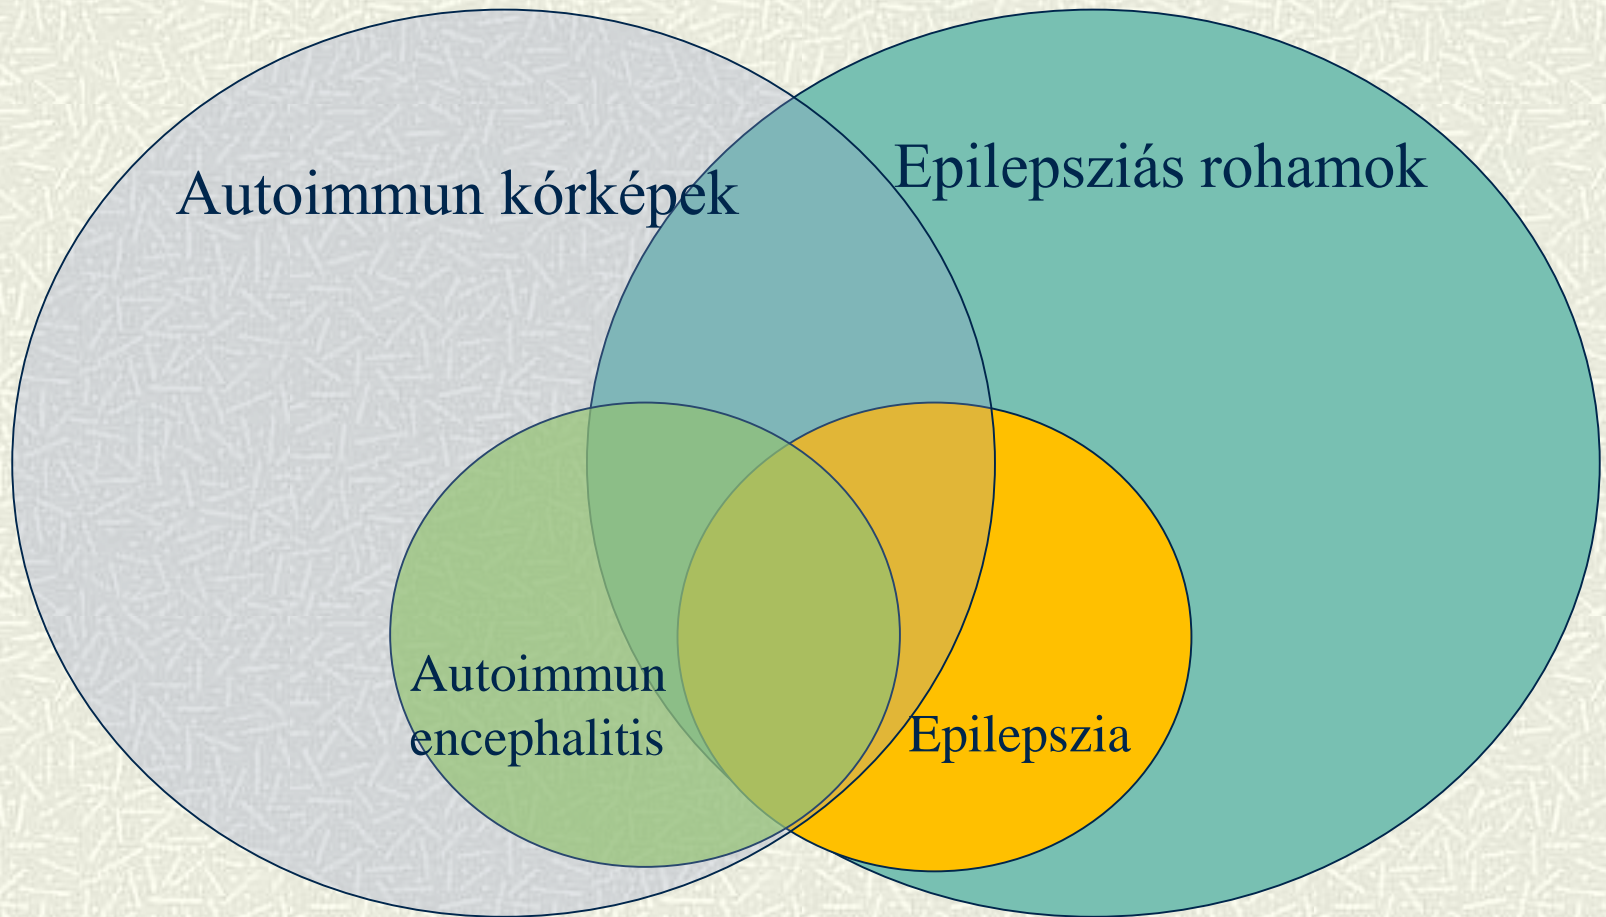 Autoimmun kórképek
Epilepsziás rohamok
Autoimmun
encephalitis
Epilepszia